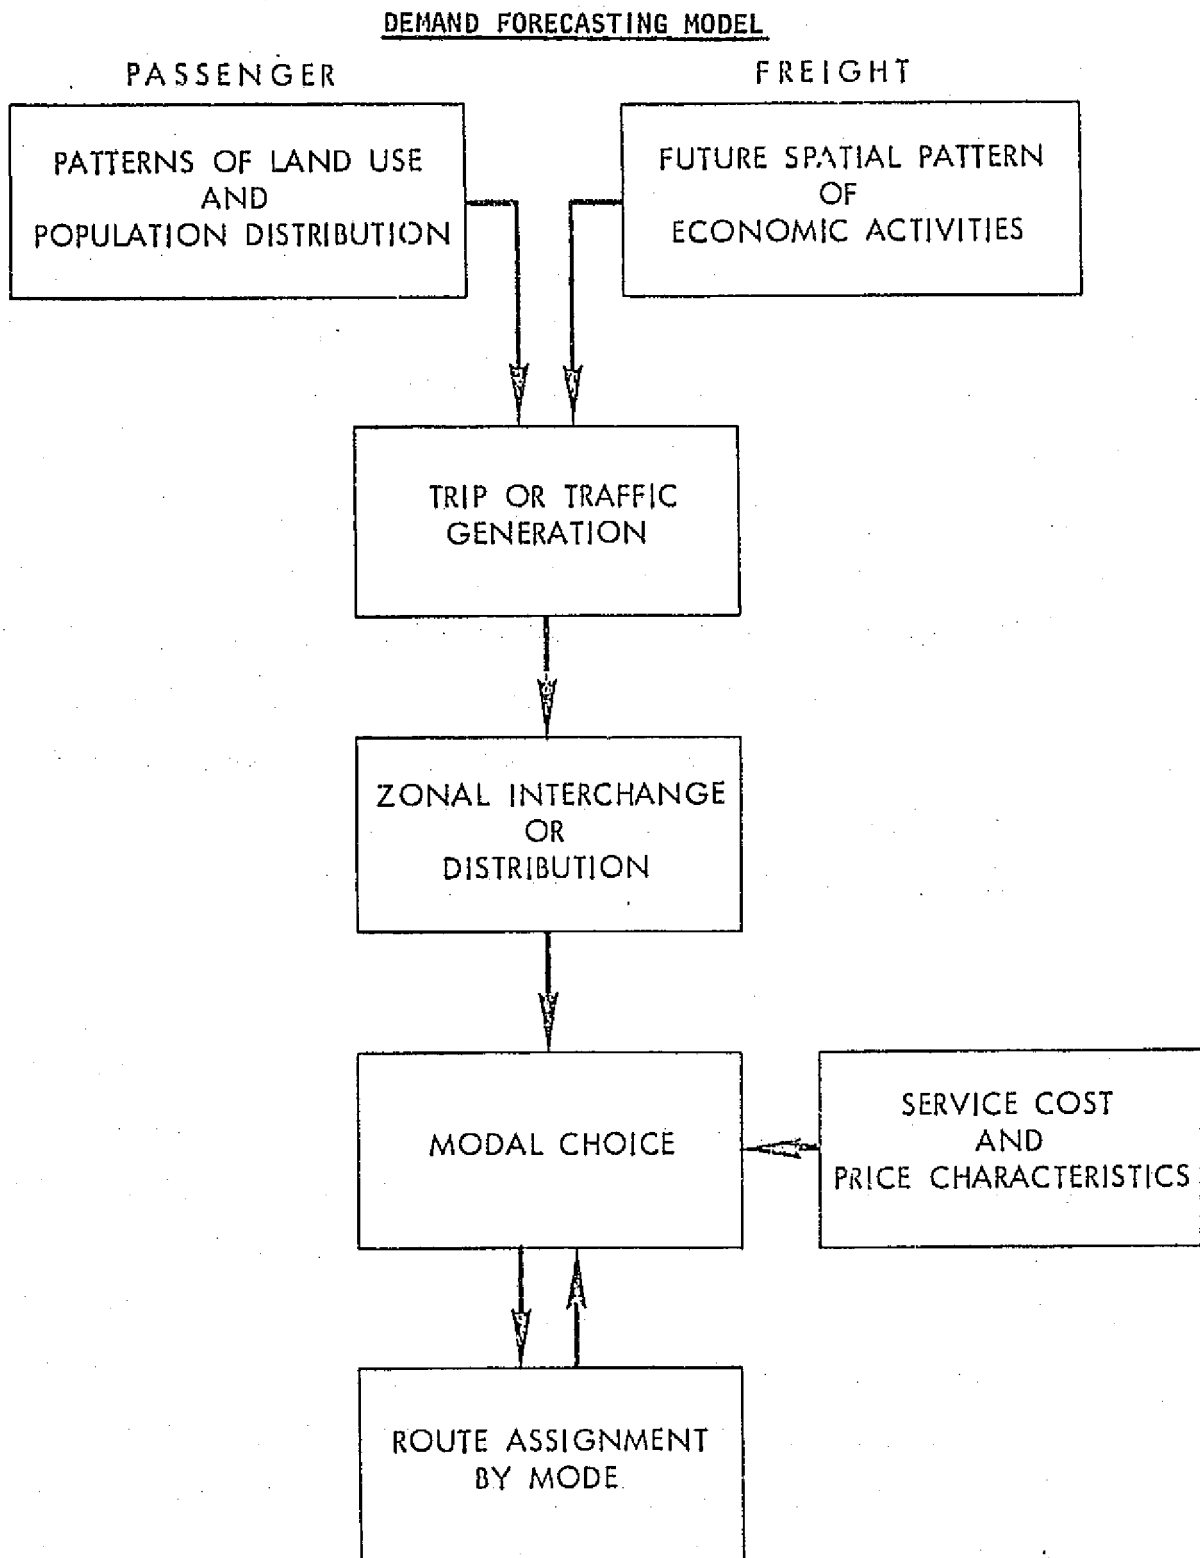 DEMAND FORECASTING MODEL
PASSENGER
FREIGHT
PATTERNS OF LAND USE
AND
POPULATION DISTRIBUTION
FUTURE SPATIAL PATTERN
OF
ECONOMIC ACTIVITIES
TRIP OR TRAFFIC
GENERATION
ZONAL INTERCHANGE
OR
DISTRIBUTION
MODAL CHOICE
SERVICE COST
AND
PRICE CHARACTERISTICS
ROUTE ASSIGNMENT
BY MODE